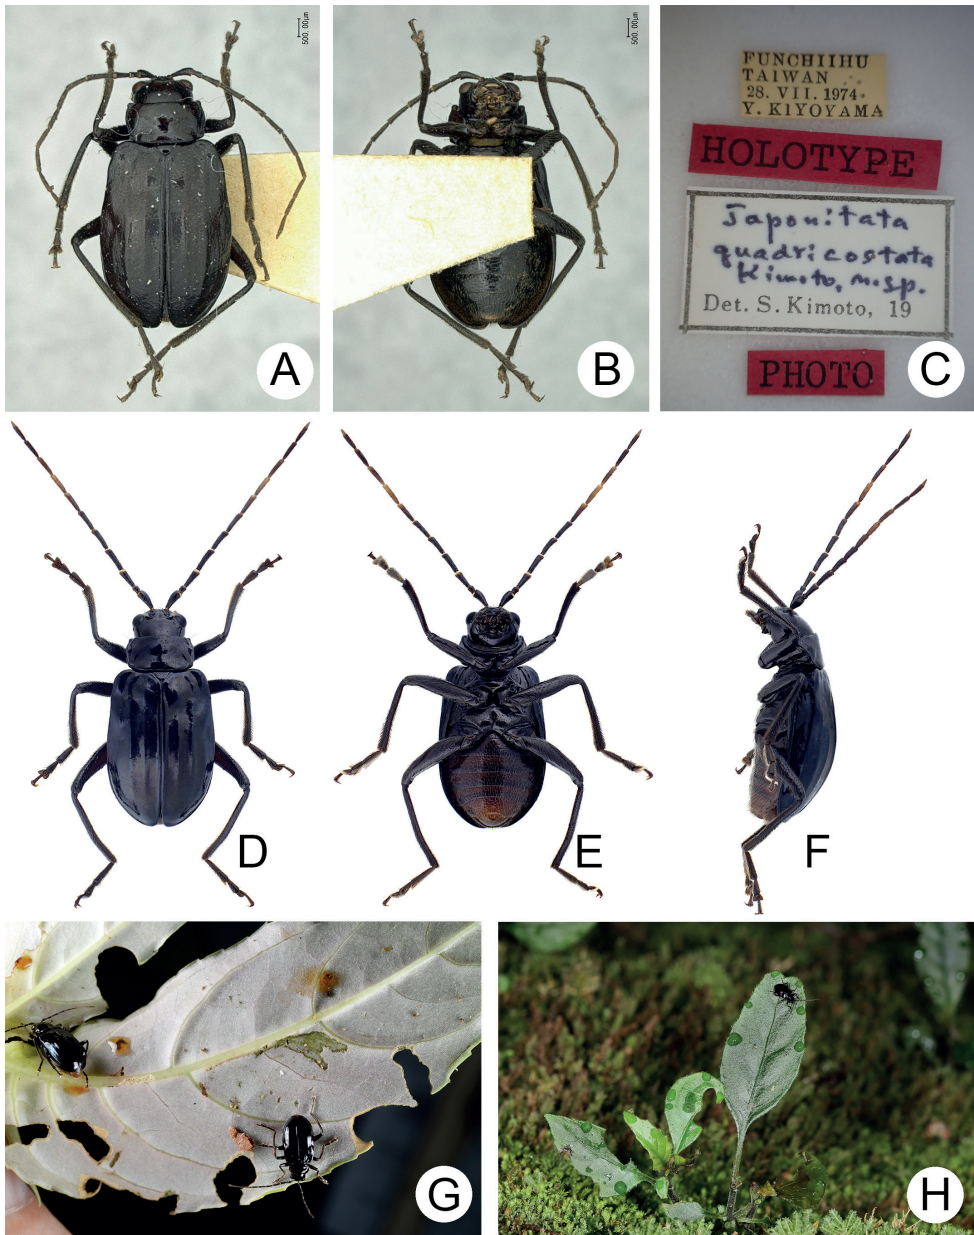 500.00μm
500.00μm
A
B
FUNCHIIHU
TAIWAN
28. VII. 1974.
Y. KIYOYAMA
HOLOTYPE
Japonitata
quadricostata
Kimoto, n. sp.
Det. S. Kimoto, 19
PHOTO
C
D
E
F
G
H